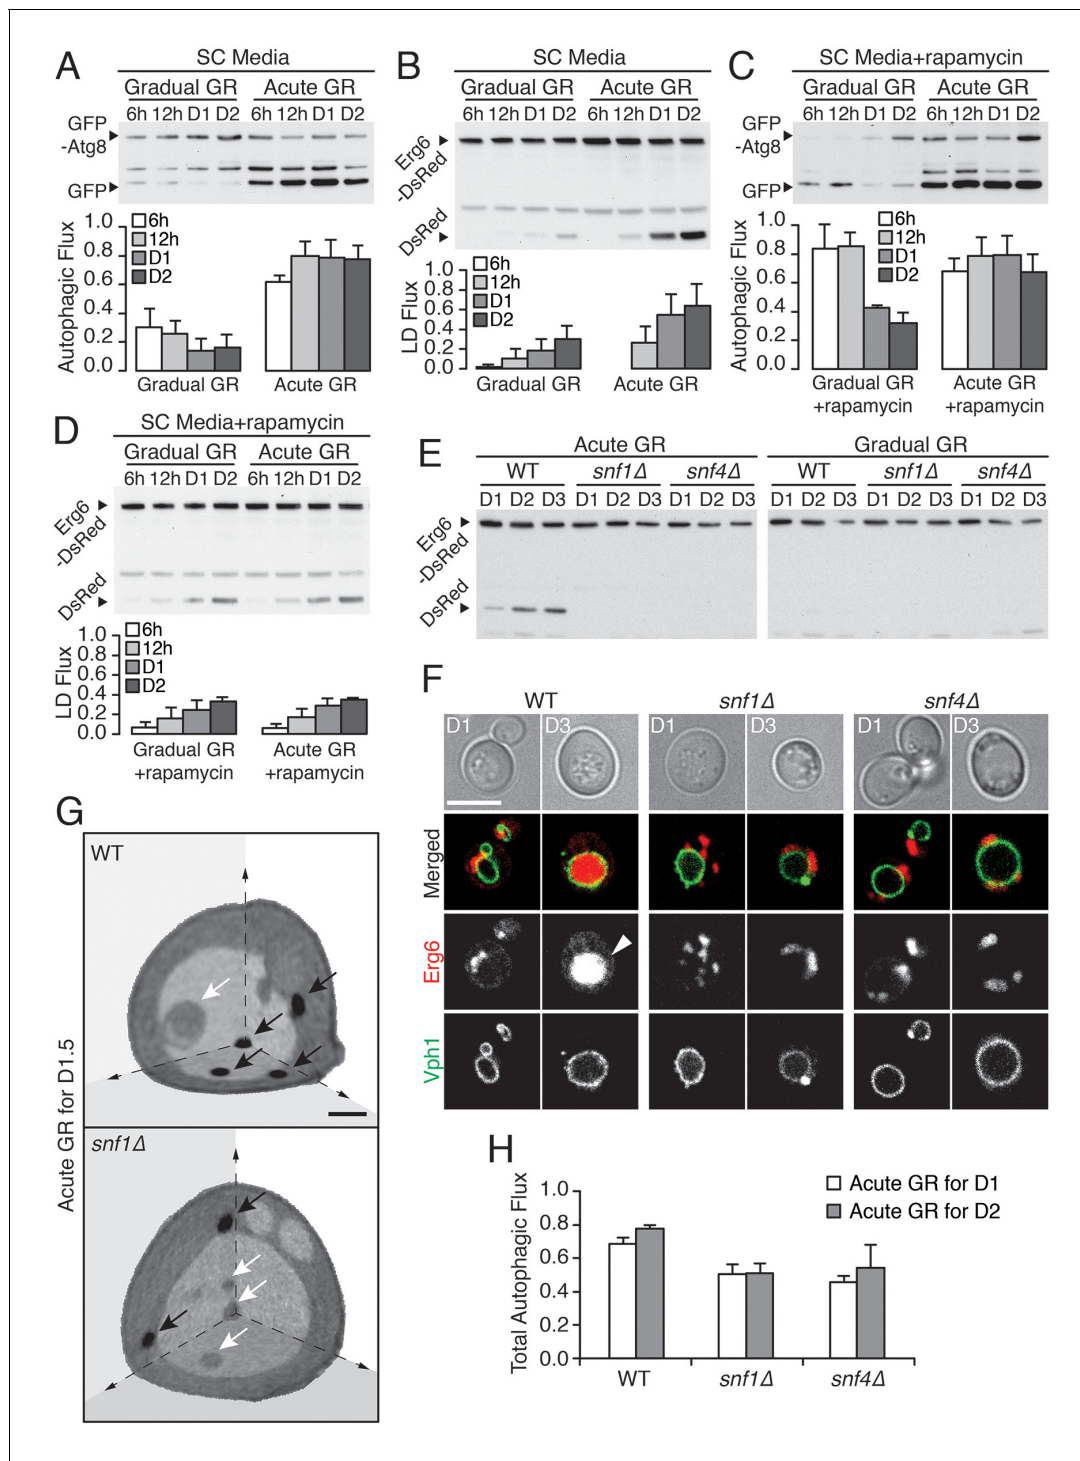 A
SC Media
Gradual GR Acute GR
6h 12h D1 D2 6h 12h D1 D2
GFP
-Atg8
GFP
Autophagic Flux
1.0
0.8
0.6
0.4
0.2
0.0
6h
12h
D1
D2
Gradual GR Acute GR
B
SC Media
Gradual GR Acute GR
6h 12h D1 D2 6h 12h D1 D2
Erg6
-DsRed
DsRed
LD Flux
1.0
0.8
0.6
0.4
0.2
0.0
6h
12h
D1
D2
Gradual GR Acute GR
C
SC Media+rapamycin
Gradual GR Acute GR
6h 12h D1 D2 6h 12h D1 D2
GFP
-Atg8
GFP
Autophagic Flux
1.0
0.8
0.6
0.4
0.2
0.0
6h
12h
D1
D2
Gradual GR Acute GR
+rapamycin +rapamycin
D
SC Media+rapamycin
Gradual GR Acute GR
6h 12h D1 D2 6h 12h D1 D2
Erg6
-DsRed
DsRed
LD Flux
1.0
0.8
0.6
0.4
0.2
0.0
6h
12h
D1
D2
Gradual GR Acute GR
+rapamycin +rapamycin
E
Acute GR Gradual GR
WT snf1Δ snf4Δ WT snf1Δ snf4Δ
D1 D2 D3 D1 D2 D3 D1 D2 D3 D1 D2 D3 D1 D2 D3 D1 D2 D3
Erg6
-DsRed
DsRed
F
WT snf1Δ snf4Δ
D1 D3 D1 D3 D1 D3
Merged
Erg6
Vph1
G
Acute GR for D1.5
WT
snf1Δ
H
Total Autophagic Flux
1.0
0.8
0.6
0.4
0.2
0.0
Acute GR for D1
Acute GR for D2
WT snf1Δ snf4Δ